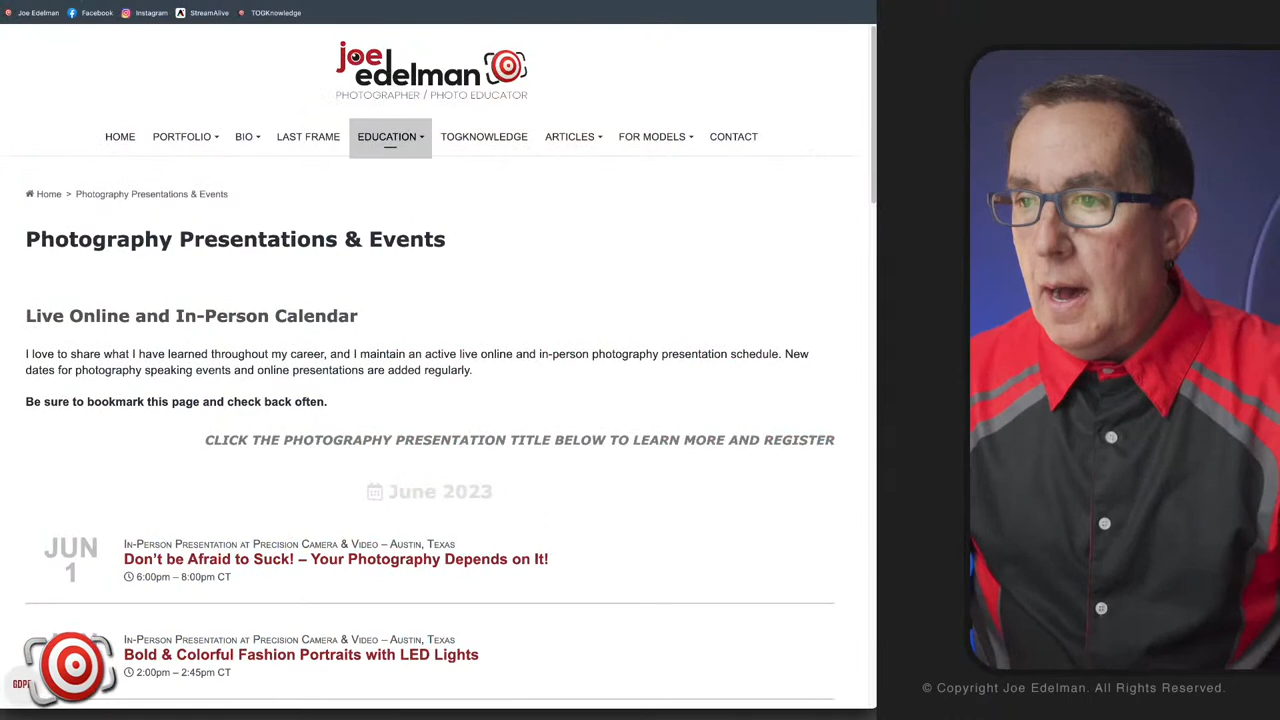 Joe Edelman Facebook Instagram StreamAlive TOGKnowledge
joe
edelman
PHOTOGRAPHER / PHOTO EDUCATOR
HOME PORTFOLIO BIO LAST FRAME EDUCATION TOGKNOWLEDGE ARTICLES FOR MODELS CONTACT
Home > Photography Presentations & Events
Photography Presentations & Events
Live Online and In-Person Calendar
I love to share what I have learned throughout my career, and I maintain an active live online and in-person photography presentation schedule. New
dates for photography speaking events and online presentations are added regularly.
Be sure to bookmark this page and check back often.
CLICK THE PHOTOGRAPHY PRESENTATION TITLE BELOW TO LEARN MORE AND REGISTER
June 2023
JUN
1
In-Person Presentation at Precision Camera & Video – Austin, Texas
Don't be Afraid to Suck! – Your Photography Depends on It!
6:00pm – 8:00pm CT
In-Person Presentation at Precision Camera & Video – Austin, Texas
Bold & Colorful Fashion Portraits with LED Lights
2:00pm – 2:45pm CT
© Copyright Joe Edelman. All Rights Reserved.